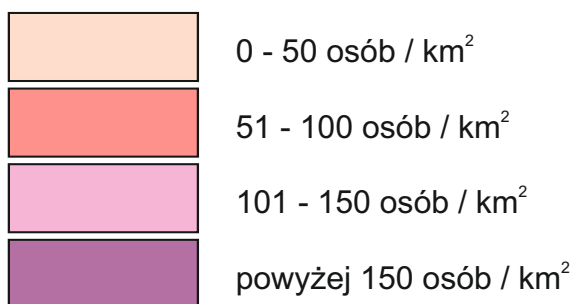 0 - 50 osób / km²
51 - 100 osób / km²
101 - 150 osób / km²
powyżej 150 osób / km²